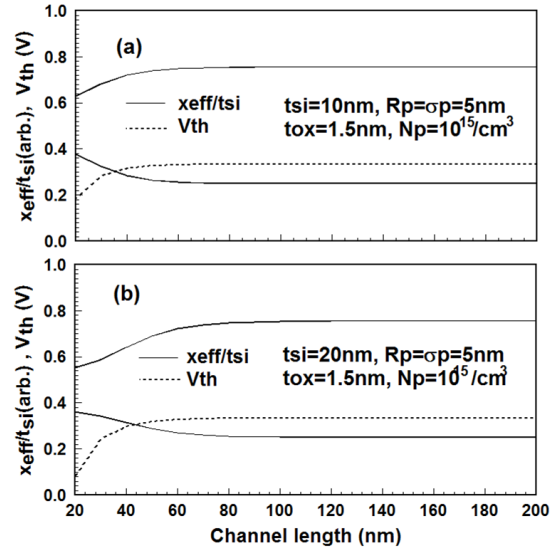 1.0
(a)
0.8
0.6
xeff/tsi tsi=10nm, Rp=σp=5nm
Vth tox=1.5nm, Np=10^15/cm^3
0.4
0.2
0.0
xeff/tsi(arb.), Vth (V)
1.0
(b)
0.8
0.6
xeff/tsi tsi=20nm, Rp=σp=5nm
Vth tox=1.5nm, Np=10^15/cm^3
0.4
0.2
0.0
xeff/tsi(arb.) , Vth (V)
20 40 60 80 100 120 140 160 180 200
Channel length (nm)